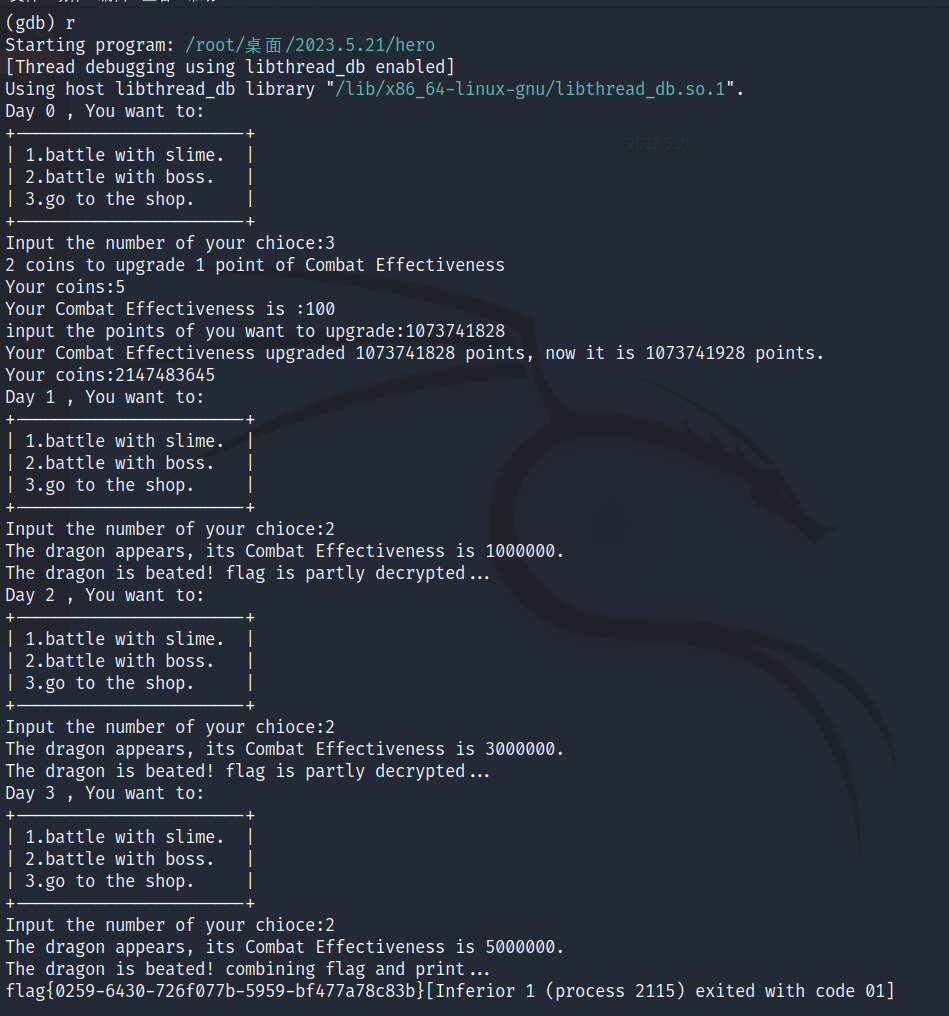 (gdb) r
Starting program: /root/桌面/2023.5.21/hero
[Thread debugging using libthread_db enabled]
Using host libthread_db library "/lib/x86_64-linux-gnu/libthread_db.so.1".
Day 0 , You want to:
+-----------------------+
| 1.battle with slime.  |
| 2.battle with boss.   |
| 3.go to the shop.     |
+-----------------------+
Input the number of your chioce:3
2 coins to upgrade 1 point of Combat Effectiveness
Your coins:5
Your Combat Effectiveness is :100
input the points of you want to upgrade:1073741828
Your Combat Effectiveness upgraded 1073741828 points, now it is 1073741928 points.
Your coins:2147483645
Day 1 , You want to:
+-----------------------+
| 1.battle with slime.  |
| 2.battle with boss.   |
| 3.go to the shop.     |
+-----------------------+
Input the number of your chioce:2
The dragon appears, its Combat Effectiveness is 1000000.
The dragon is beated! flag is partly decrypted...
Day 2 , You want to:
+-----------------------+
| 1.battle with slime.  |
| 2.battle with boss.   |
| 3.go to the shop.     |
+-----------------------+
Input the number of your chioce:2
The dragon appears, its Combat Effectiveness is 3000000.
The dragon is beated! flag is partly decrypted...
Day 3 , You want to:
+-----------------------+
| 1.battle with slime.  |
| 2.battle with boss.   |
| 3.go to the shop.     |
+-----------------------+
Input the number of your chioce:2
The dragon appears, its Combat Effectiveness is 5000000.
The dragon is beated! combining flag and print...
flag{0259-6430-726f077b-5959-bf477a78c83b}[Inferior 1 (process 2115) exited with code 01]